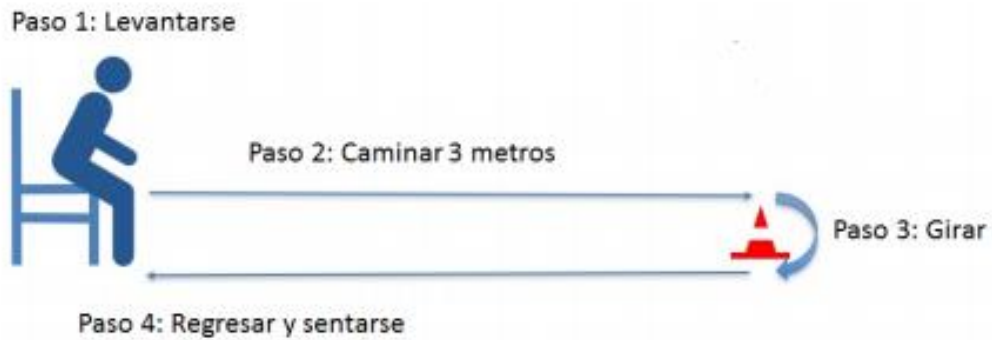 Paso 1: Levantarse
Paso 2: Caminar 3 metros
Paso 3: Girar
Paso 4: Regresar y sentarse